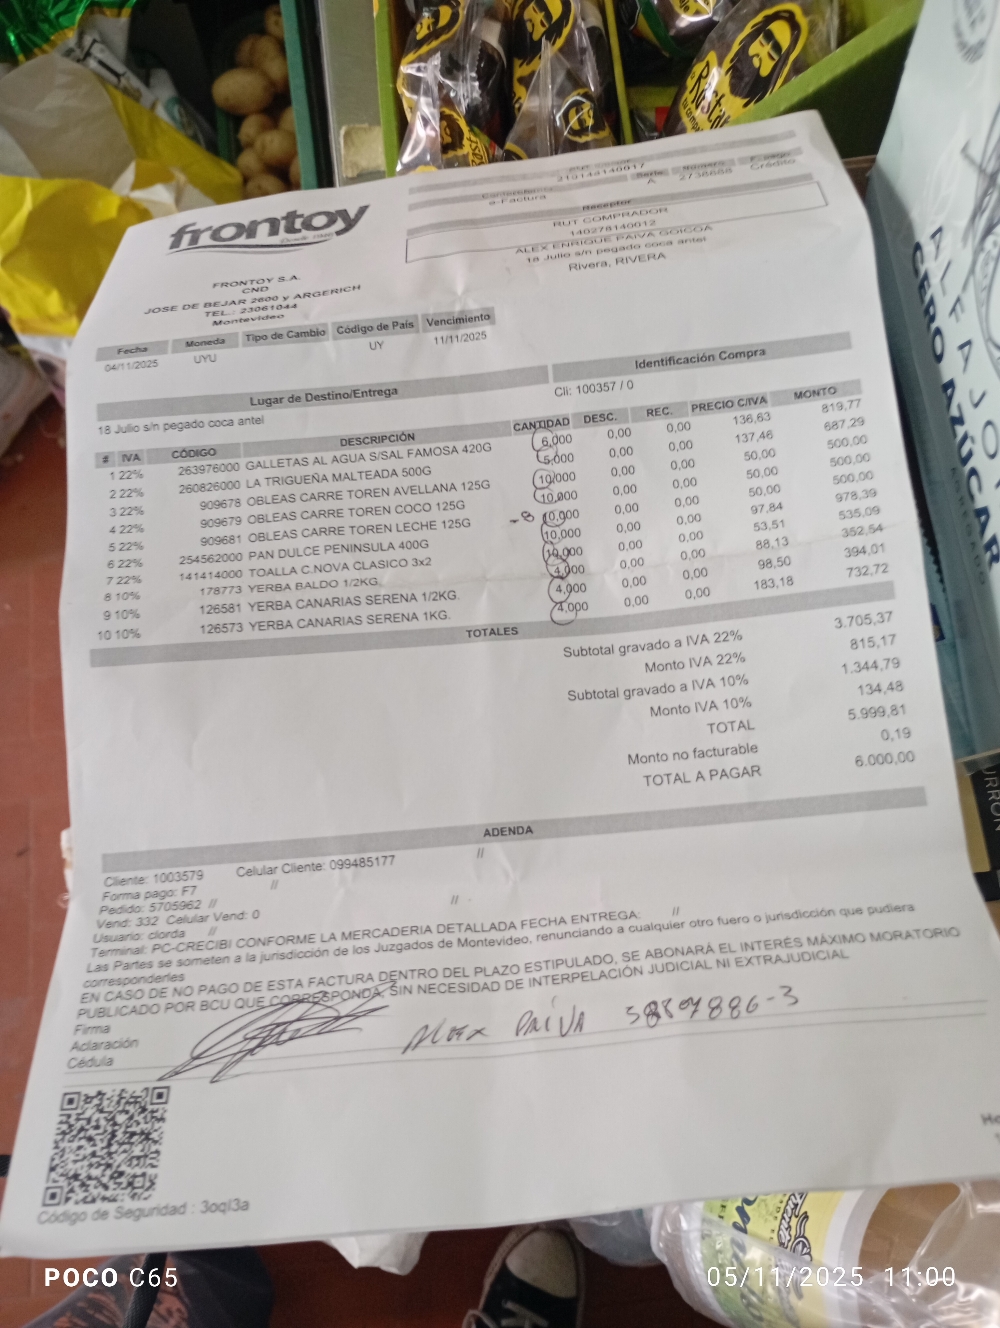 frontoy
Desde 1980
FRONTOY S.A.
CND
JOSE DE BEJAR 2600 y ARGERICH
TEL.: 23061044
Montevideo
e-Factura
Serie
A
Crédito
Receptor
RUT COMPRADOR
140278140012
ALEX ENRIQUE PAIVA GOICOA
18 Julio s/n pegado coca antel
Rivera, RIVERA
Fecha Moneda Tipo de Cambio Código de País Vencimiento
04/11/2025 UYU UY 11/11/2025
Lugar de Destino/Entrega Identificación Compra
18 Julio s/n pegado coca antel Cli: 100357 / 0
# IVA CÓDIGO DESCRIPCIÓN CANTIDAD DESC. REC. PRECIO C/IVA MONTO
1 22% 263976000 GALLETAS AL AGUA S/SAL FAMOSA 420G 6,000 0,00 0,00 136,63 819,77
2 22% 260826000 LA TRIGUEÑA MALTEADA 500G 5,000 0,00 0,00 137,46 687,29
3 22% 909678 OBLEAS CARRE TOREN AVELLANA 125G 10,000 0,00 0,00 50,00 500,00
4 22% 909679 OBLEAS CARRE TOREN COCO 125G 10,000 0,00 0,00 50,00 500,00
5 22% 909681 OBLEAS CARRE TOREN LECHE 125G -8 10,000 0,00 0,00 50,00 500,00
6 22% 254562000 PAN DULCE PENINSULA 400G 10,000 0,00 0,00 97,84 978,39
7 22% 141414000 TOALLA C.NOVA CLASICO 3x2 10,000 0,00 0,00 53,51 535,09
8 10% 178773 YERBA BALDO 1/2KG. 4,000 0,00 0,00 88,13 352,54
9 10% 126581 YERBA CANARIAS SERENA 1/2KG. 4,000 0,00 0,00 98,50 394,01
10 10% 126573 YERBA CANARIAS SERENA 1KG. 4,000 0,00 0,00 183,18 732,72
TOTALES
Subtotal gravado a IVA 22% 3.705,37
Monto IVA 22% 815,17
Subtotal gravado a IVA 10% 1.344,79
Monto IVA 10% 134,48
TOTAL 5.999,81
Monto no facturable 0,19
TOTAL A PAGAR 6.000,00
ADENDA
Cliente: 1003579 Celular Cliente: 099485177 //
Forma pago: F7 //
Pedido: 5705962 //
Vend: 332 Celular Vend: 0 //
Usuario: clorda //
Terminal: PC-CRECIBI CONFORME LA MERCADERIA DETALLADA FECHA ENTREGA: //
Las Partes se someten a la jurisdicción de los Juzgados de Montevideo, renunciando a cualquier otro fuero o jurisdicción que pudiera
corresponderles
EN CASO DE NO PAGO DE ESTA FACTURA DENTRO DEL PLAZO ESTIPULADO, SE ABONARÁ EL INTERÉS MÁXIMO MORATORIO
PUBLICADO POR BCU QUE CORRESPONDA, SIN NECESIDAD DE INTERPELACIÓN JUDICIAL NI EXTRAJUDICIAL
Firma
Aclaración ALEX PAIVA
Cédula
Código de Seguridad : 3oqI3a
Rasta
ALFAJOR
CERO AZÚCAR
POCO C65
05/11/2025 11:00